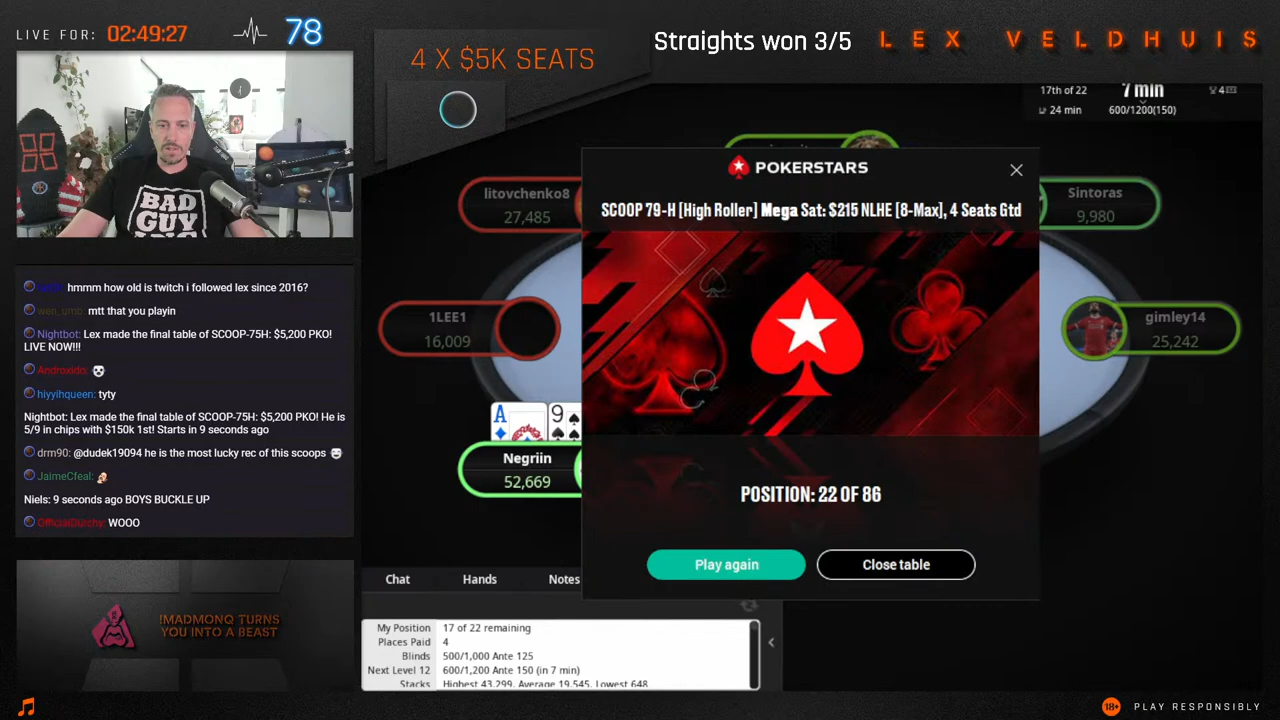 LIVE FOR: 02:49:27
78
4 X $5K SEATS
Straights won 3/5
LEX VELDHUIS
17th of 22
7 min
24 min
600/1200(150)
BAD
GUY
hmmm how old is twitch i followed lex since 2016?
mtt that you playin
Nightbot: Lex made the final table of SCOOP-75H: $5,200 PKO!
LIVE NOW!!!
Androxido:
hiyyihqueen: tyty
Nightbot: Lex made the final table of SCOOP-75H: $5,200 PKO! He is
5/9 in chips with $150k 1st! Starts in 9 seconds ago
drm90: @dudek19094 he is the most lucky rec of this scoops
JaimeCfeal:
Niels: 9 seconds ago BOYS BUCKLE UP
OfficialDutchy: WOOO
!MADMONQ TURNS
YOU INTO A BEAST
litovchenko8
27,485
Sintoras
9,980
1LEE1
16,009
gimley14
25,242
A 9
Negriin
52,669
POKERSTARS
SCOOP 79-H [High Roller] Mega Sat: $215 NLHE [8-Max], 4 Seats Gtd
POSITION: 22 OF 86
Play again
Close table
Chat
Hands
Notes
My Position 17 of 22 remaining
Places Paid 4
Blinds 500/1,000 Ante 125
Next Level 12 600/1,200 Ante 150 (in 7 min)
Stacks Highest 43,299, Average 19,545, Lowest 648
18+ PLAY RESPONSIBLY